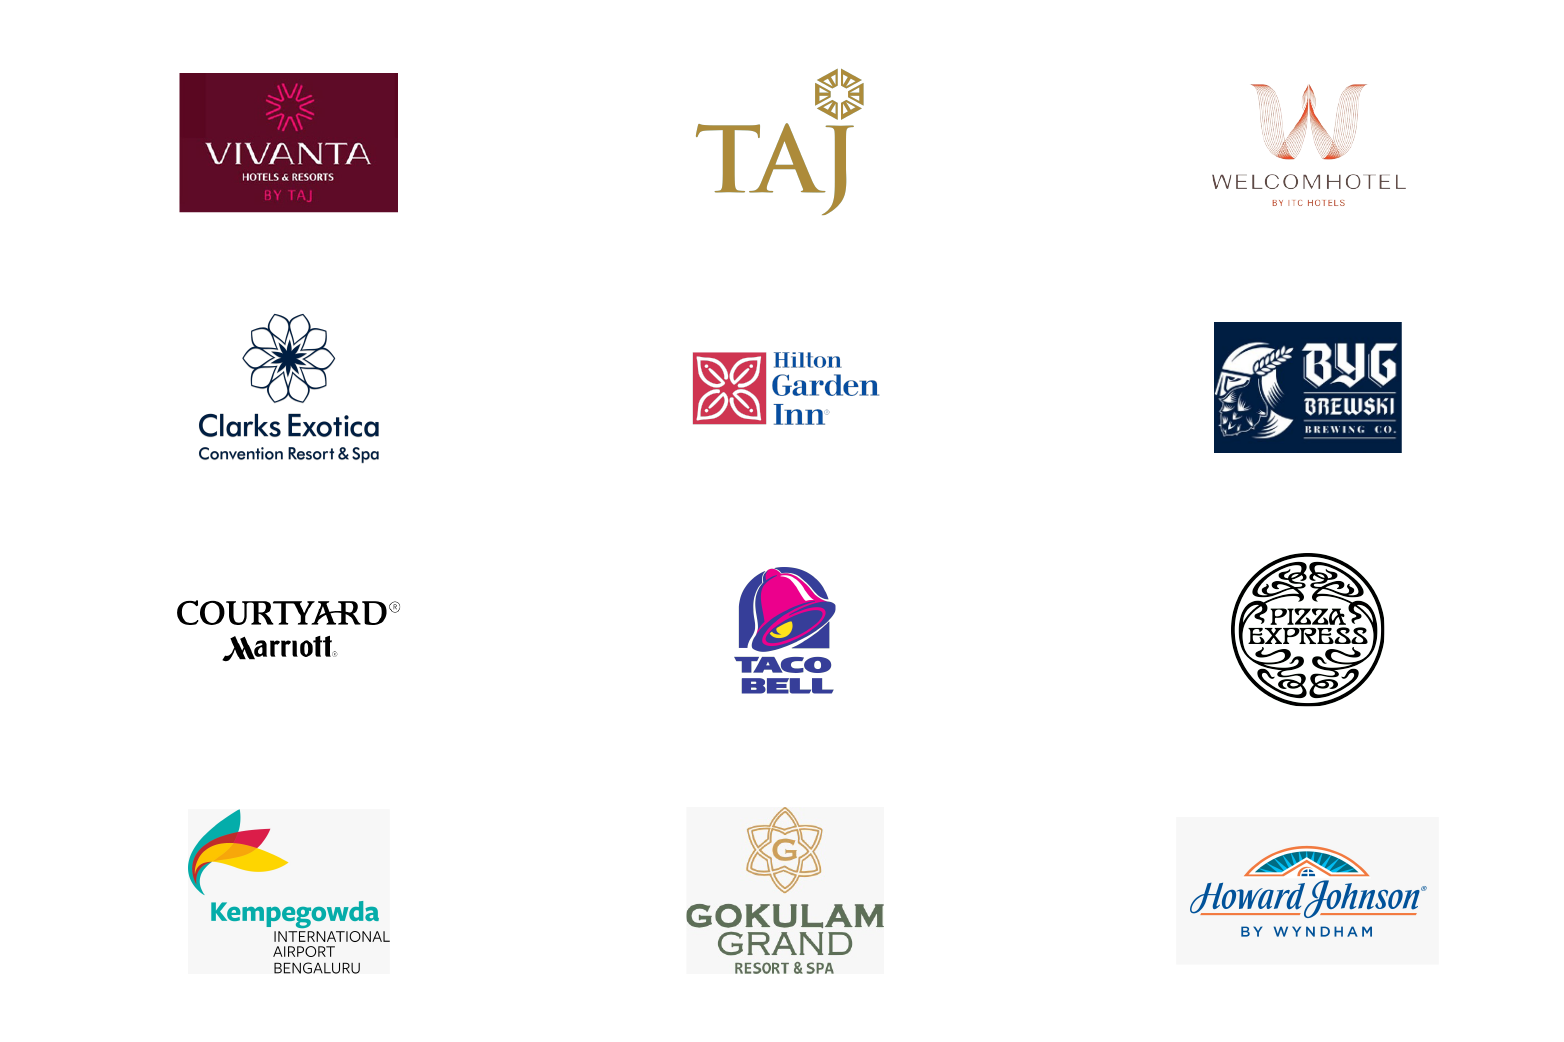 VIVANTA
HOTELS & RESORTS
BY TAJ
TAJ
WELCOMHOTEL
BY ITC HOTELS
Clarks Exotica
Convention Resort & Spa
Hilton
Garden
Inn®
BYG
BREWSKI
BREWING CO.
COURTYARD®
Marriott®
TACO
BELL
PIZZA
EXPRESS
Kempegowda
INTERNATIONAL
AIRPORT
BENGALURU
G
GOKULAM
GRAND
RESORT & SPA
Howard Johnson®
BY WYNDHAM